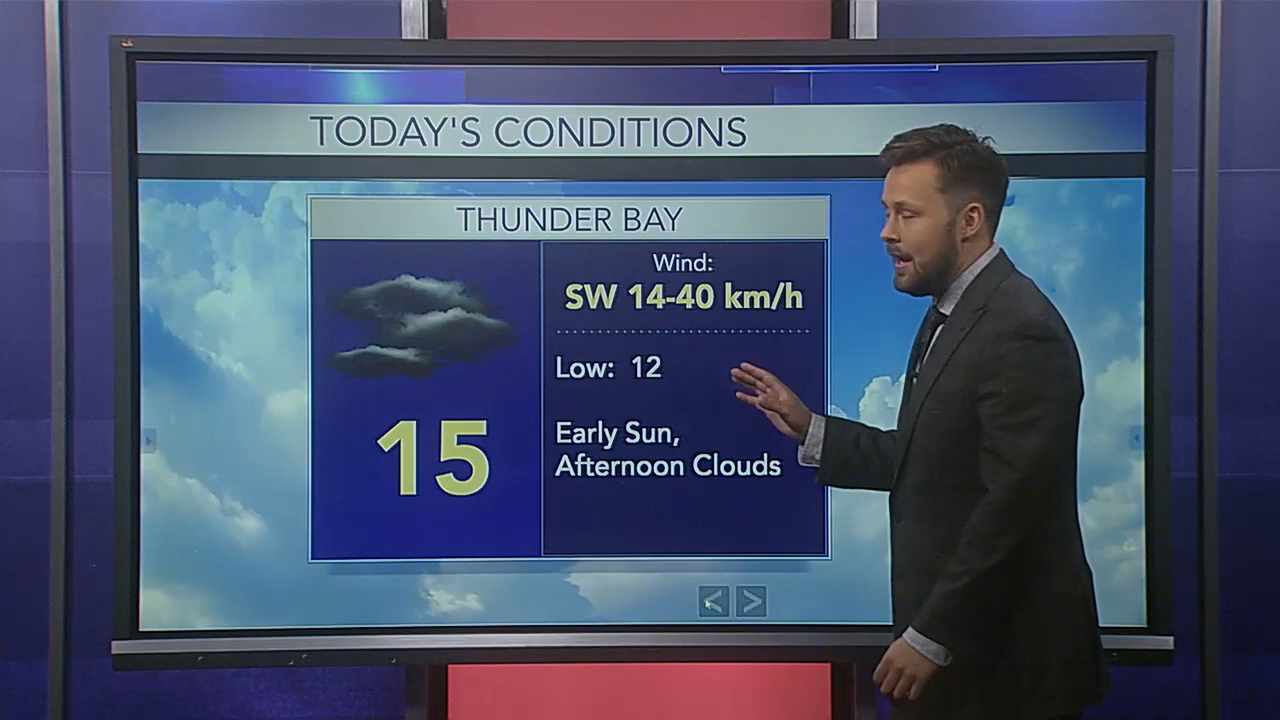 TODAY'S CONDITIONS
THUNDER BAY
Wind:
SW 14-40 km/h
Low: 12
15
Early Sun,
Afternoon Clouds
< >